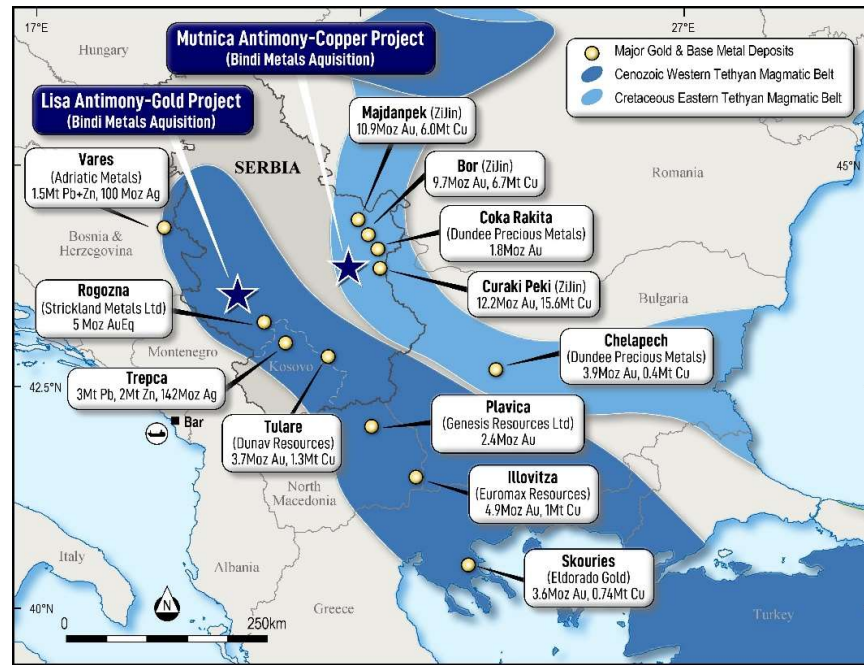 17°E
27°E
Hungary
Mutnica Antimony-Copper Project
(Bindi Metals Aquisition)
Major Gold & Base Metal Deposits
Cenozoic Western Tethyan Magmatic Belt
Cretaceous Eastern Tethyan Magmatic Belt
Lisa Antimony-Gold Project
(Bindi Metals Aquisition)
Majdanpek (ZiJin)
10.9Moz Au, 6.0Mt Cu
Vares
(Adriatic Metals)
1.5Mt Pb+Zn, 100 Moz Ag
SERBIA
Bor (ZiJin)
9.7Moz Au, 6.7Mt Cu
Romania
45°N
Bosnia &
Herzegovina
Coka Rakita
(Dundee Precious Metals)
1.8Moz Au
Curaki Peki (ZiJin)
12.2Moz Au, 15.6Mt Cu
Rogozna
(Strickland Metals Ltd)
5 Moz AuEq
Bulgaria
Montenegro
Chelapech
(Dundee Precious Metals)
3.9Moz Au, 0.4Mt Cu
42.5°N
Kosovo
Trepca
3Mt Pb, 2Mt Zn, 142Moz Ag
Bar
Tulare
(Dunav Resources)
3.7Moz Au, 1.3Mt Cu
Plavica
(Genesis Resources Ltd)
2.4Moz Au
North
Macedonia
Illovitza
(Euromax Resources)
4.9Moz Au, 1Mt Cu
Italy
Albania
Skouries
(Eldorado Gold)
3.6Moz Au, 0.74Mt Cu
40°N
N
Greece
Turkey
0
250km